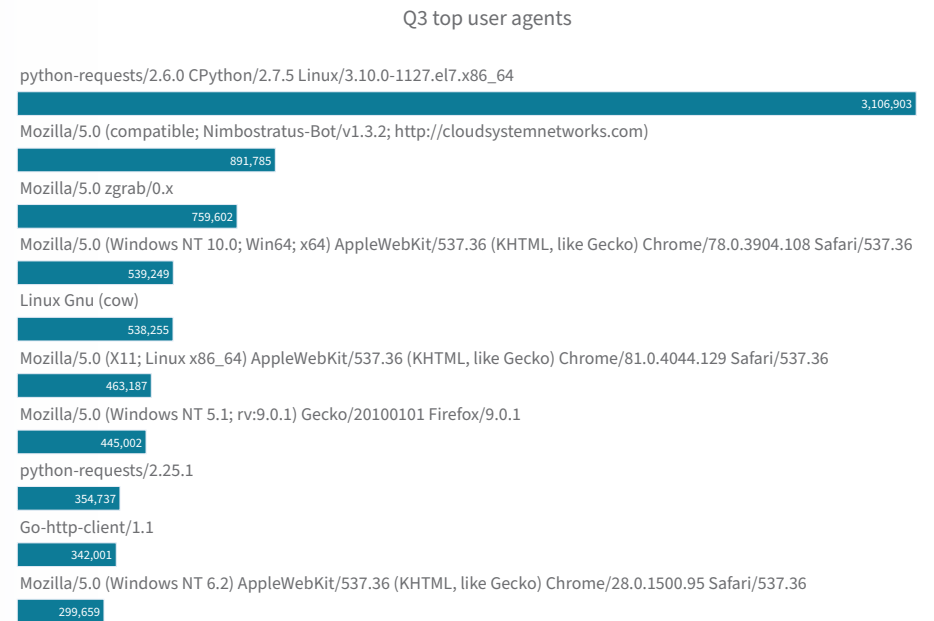 Q3 top user agents
python-requests/2.6.0 CPython/2.7.5 Linux/3.10.0-1127.el7.x86_64
3,106,903
Mozilla/5.0 (compatible; Nimbostratus-Bot/v1.3.2; http://cloudsystemnetworks.com)
891,785
Mozilla/5.0 zgrab/0.x
759,602
Mozilla/5.0 (Windows NT 10.0; Win64; x64) AppleWebKit/537.36 (KHTML, like Gecko) Chrome/78.0.3904.108 Safari/537.36
539,249
Linux Gnu (cow)
538,255
Mozilla/5.0 (X11; Linux x86_64) AppleWebKit/537.36 (KHTML, like Gecko) Chrome/81.0.4044.129 Safari/537.36
463,187
Mozilla/5.0 (Windows NT 5.1; rv:9.0.1) Gecko/20100101 Firefox/9.0.1
445,002
python-requests/2.25.1
354,737
Go-http-client/1.1
342,001
Mozilla/5.0 (Windows NT 6.2) AppleWebKit/537.36 (KHTML, like Gecko) Chrome/28.0.1500.95 Safari/537.36
299,659